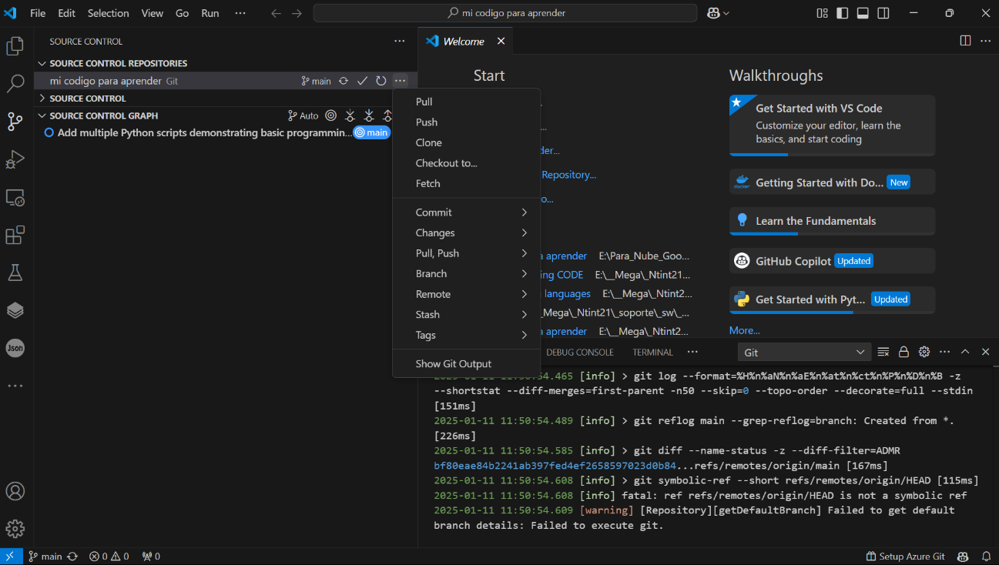 File Edit Selection View Go Run ···
mi codigo para aprender
SOURCE CONTROL
SOURCE CONTROL REPOSITORIES
mi codigo para aprender Git main
SOURCE CONTROL
SOURCE CONTROL GRAPH Auto
Add multiple Python scripts demonstrating basic programmin... main
Pull
Push
Clone
Checkout to...
Fetch
Commit
Changes
Pull, Push
Branch
Remote
Stash
Tags
Show Git Output
Welcome
Start
der...
Repository...
o...
aprender E:\Para_Nube_Goo...
ing CODE E:\__Mega\_Ntint21...
languages E:\__Mega\_Ntint2...
_Mega\_Ntint21\_soporte\_sw\_...
aprender E:\__Mega\_Ntint2...
Walkthroughs
Get Started with VS Code
Customize your editor, learn the
basics, and start coding
docker
Getting Started with Do... New
Learn the Fundamentals
GitHub Copilot Updated
Get Started with Pyt... Updated
More...
DEBUG CONSOLE TERMINAL ··· Git
2025-01-11 11:50:54.465 [info] > git log --format=%H%n%aN%n%aE%n%at%n%ct%n%P%n%D%n%B -z
--shortstat --diff-merges=first-parent -n50 --skip=0 --topo-order --decorate=full --stdin
[151ms]
2025-01-11 11:50:54.489 [info] > git reflog main --grep-reflog=branch: Created from *.
[226ms]
2025-01-11 11:50:54.585 [info] > git diff --name-status -z --diff-filter=ADMR
bf80eae84b2241ab397fed4ef2658597023d0b84...refs/remotes/origin/main [167ms]
2025-01-11 11:50:54.608 [info] > git symbolic-ref --short refs/remotes/origin/HEAD [115ms]
2025-01-11 11:50:54.608 [info] fatal: ref refs/remotes/origin/HEAD is not a symbolic ref
2025-01-11 11:50:54.609 [warning] [Repository][getDefaultBranch] Failed to get default
branch details: Failed to execute git.
Json
main 0 0 0 Setup Azure Git